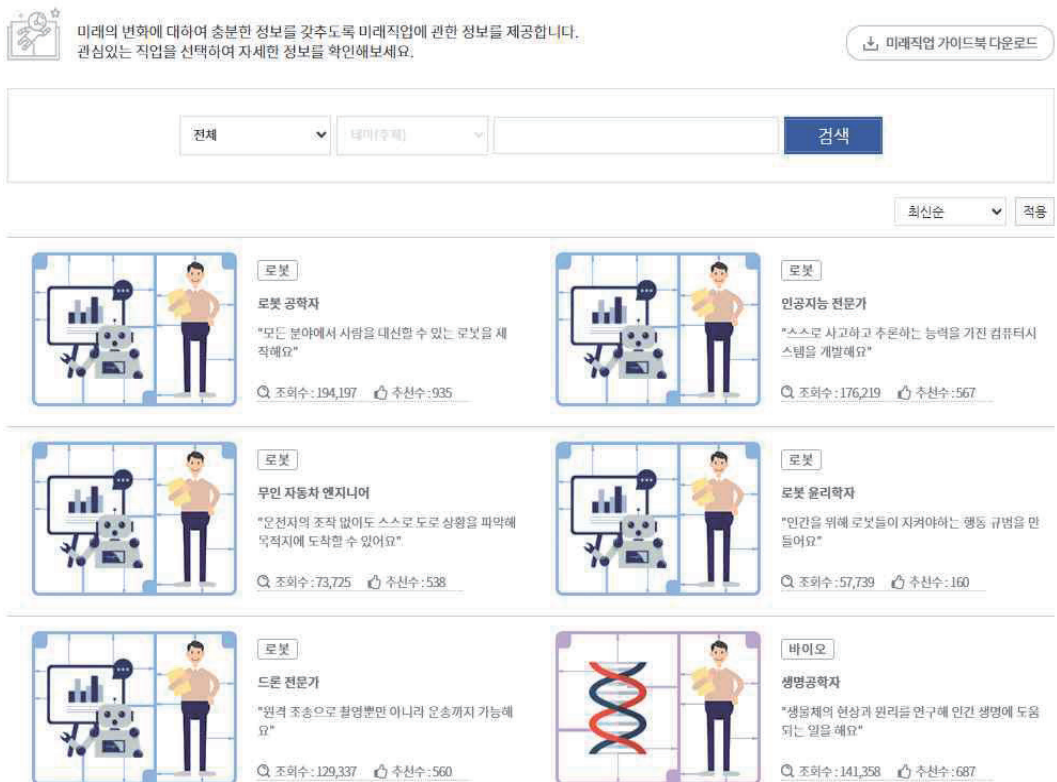 미래의 변화에 대하여 충분한 정보를 갖추도록 미래직업에 관한 정보를 제공합니다.
관심있는 직업을 선택하여 자세한 정보를 확인해보세요.
미래직업 가이드북 다운로드
전체
테마(주제)
검색
최신순
적용
로봇
로봇 공학자
"모든 분야에서 사람을 대신할 수 있는 로봇을 제
작해요"
조회수 : 194,197 추천수 : 935
로봇
인공지능 전문가
"스스로 사고하고 추론하는 능력을 가진 컴퓨터시
스템을 개발해요"
조회수 : 176,219 추천수 : 567
로봇
무인 자동차 엔지니어
"운전자의 조작 없이도 스스로 도로 상황을 파악해
목적지에 도착할 수 있어요"
조회수 : 73,725 추천수 : 538
로봇
로봇 윤리학자
"인간을 위해 로봇들이 지켜야하는 행동 규범을 만
들어요"
조회수 : 57,739 추천수 : 160
로봇
드론 전문가
"원격 조종으로 촬영뿐만 아니라 운송까지 가능해
요"
조회수 : 129,337 추천수 : 560
바이오
생명공학자
"생물체의 현상과 원리를 연구해 인간 생명에 도움
되는 일을 해요"
조회수 : 141,358 추천수 : 687